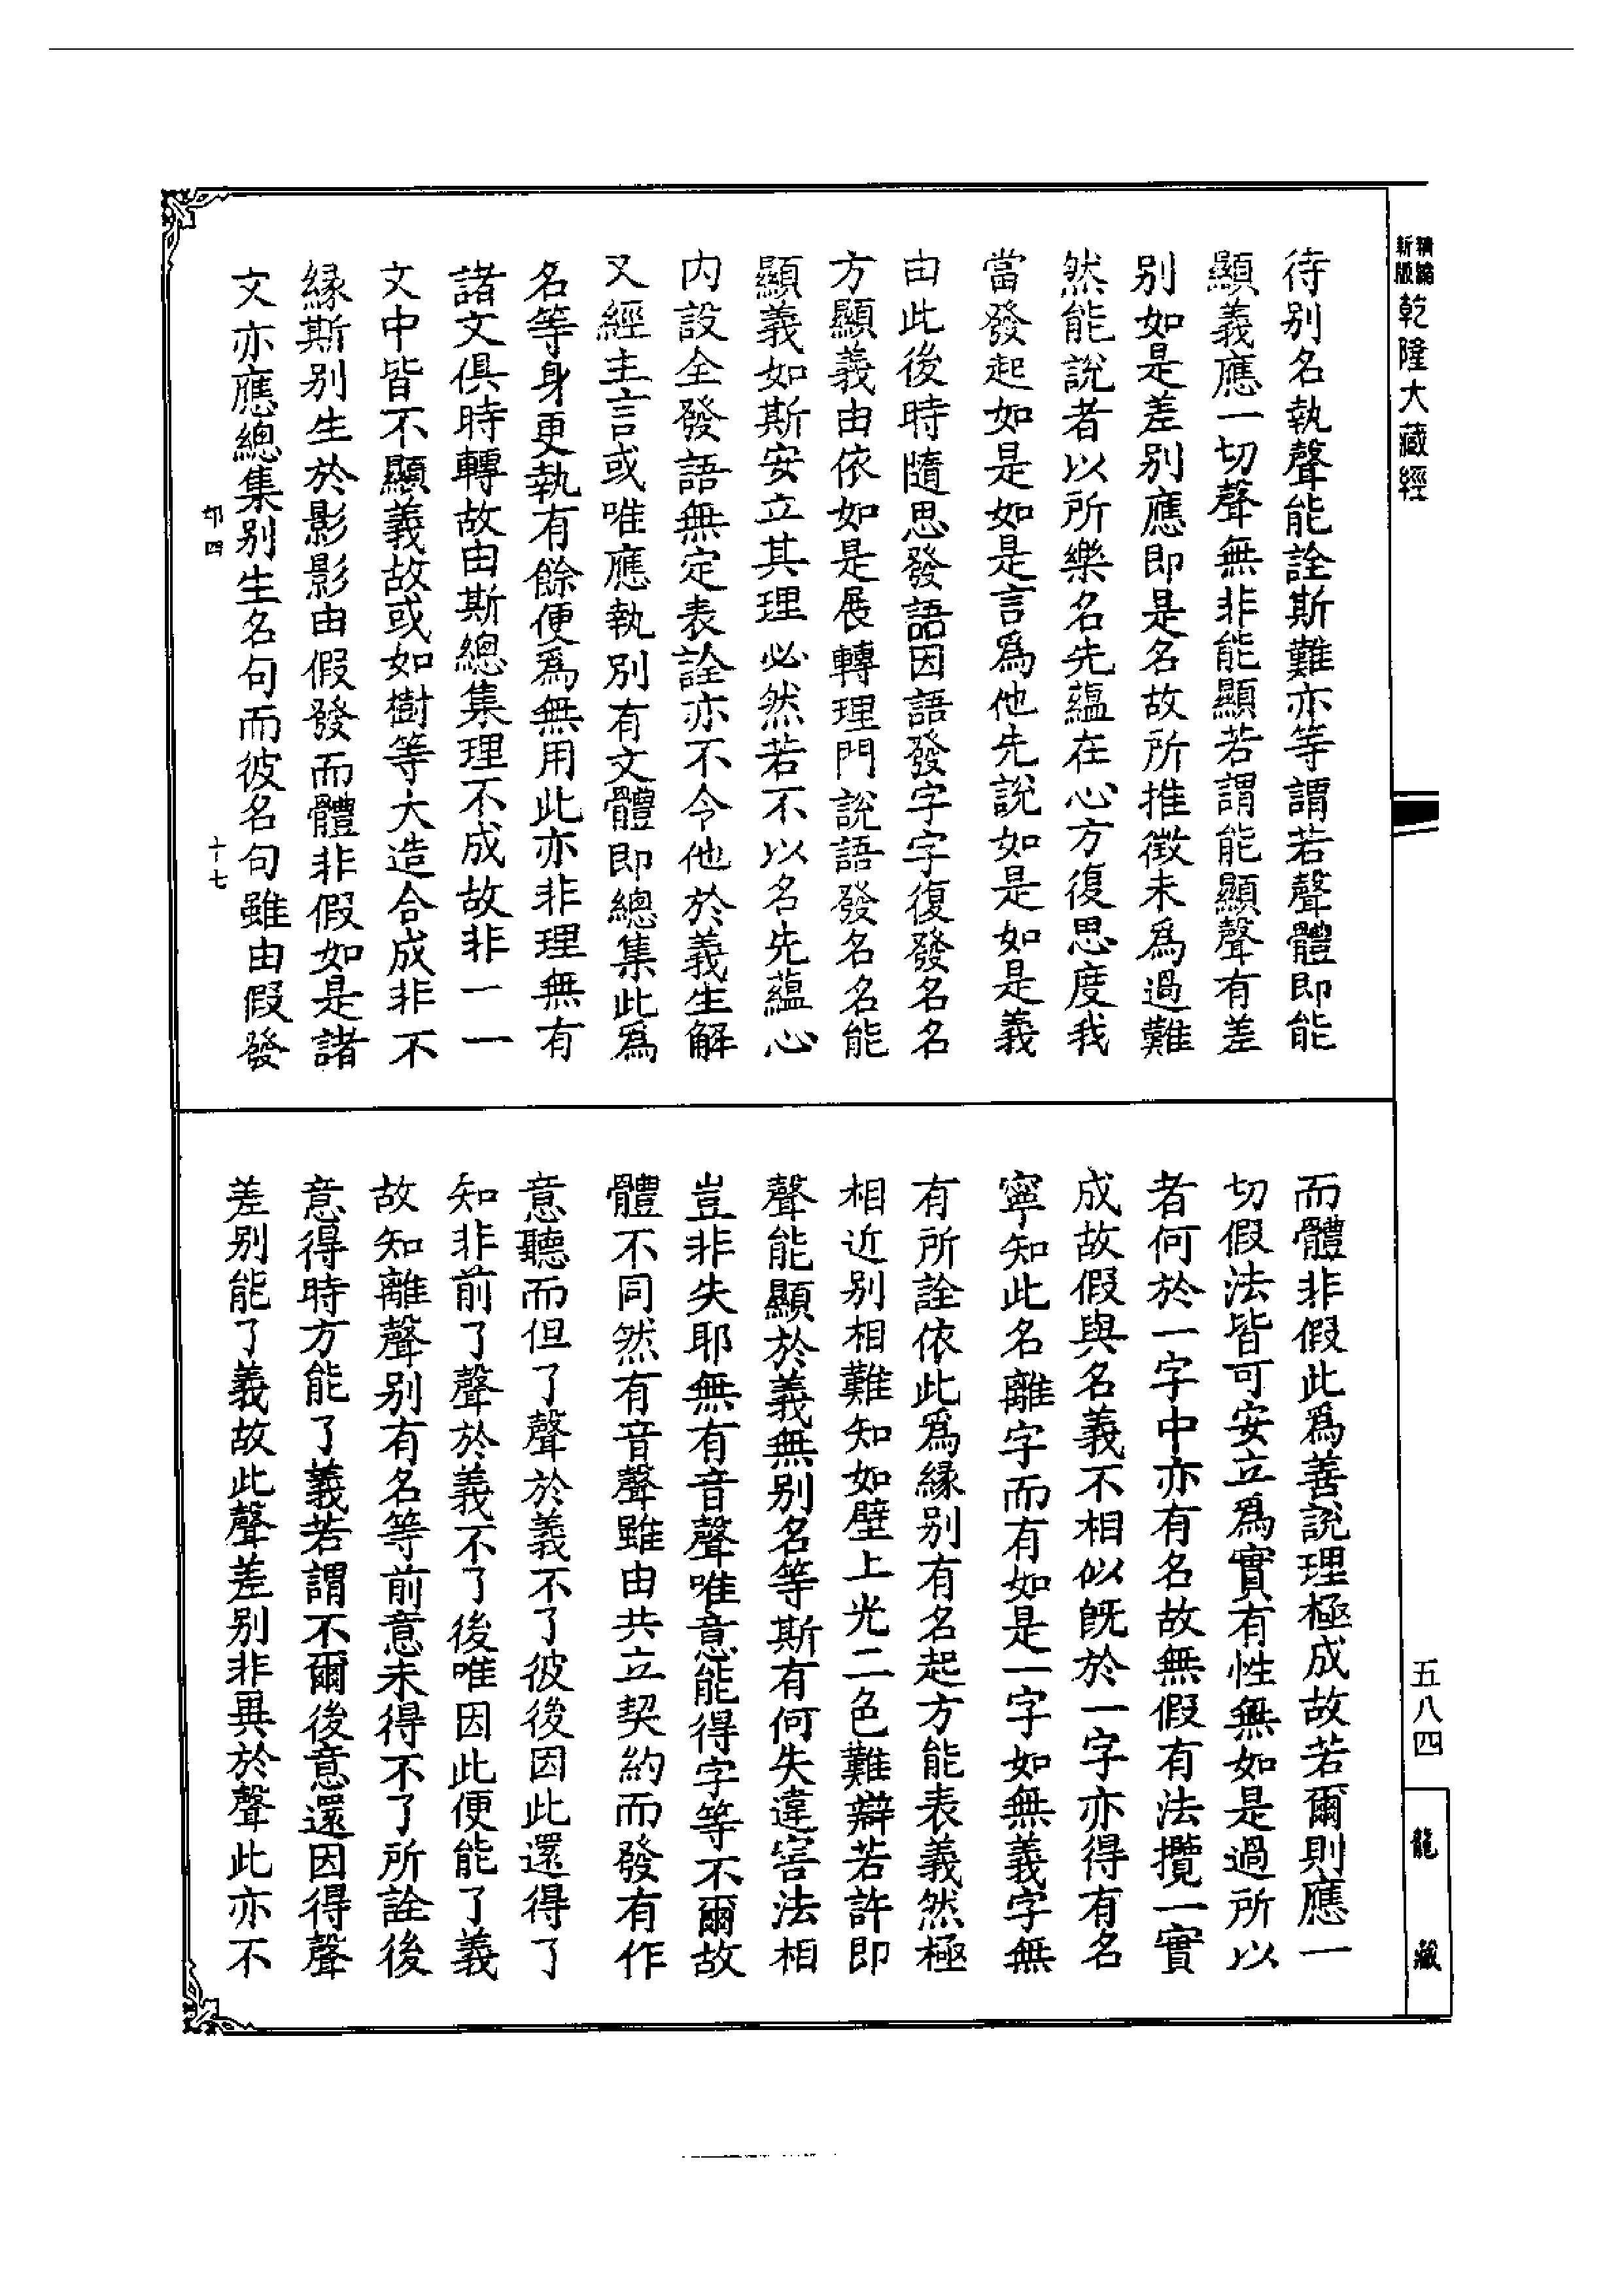 精編新版乾隆大藏經
待別名執聲能詮斯難亦等謂若聲體即能
顯義應一切聲無非能顯若謂能顯聲有差
別如是差別應即是名故所推徵未爲過難
然能說者以所樂名先蘊在心方復思度我
當發起如是如是言爲他先說如是如是義
由此後時隨思發語因語發字字復發名名
方顯義由依如是展轉理門說語發名名能
顯義如斯安立其理必然若不以名先蘊心
內設全發語無定表詮亦不令他於義生解
又經主言或唯應執別有文體即總集此爲
名等身更執有餘便爲無用此亦非理無有
諸文俱時轉故由斯總集理不成故非一一
文中皆不顯義故或如樹等大造合成非不
緣斯別生於影影由假發而體非假如是諸
文亦應總集別生名句而彼名句雖由假發
十七
五八四
龍藏
而體非假此爲善說理極成故若爾則應一
切假法皆可安立爲實有性無如是過所以
者何於一字中亦有名故無假有法攬一實
成故假與名義不相似既於一字亦得有名
寧知此名離字而有如是一字如無義字無
有所詮依此爲緣別有名起方能表義然極
相近別相難知如壁上光二色難辯若許即
聲能顯於義無別名等斯有何失違害法相
豈非失耶無有音聲唯意能得字等不爾故
體不同然有音聲雖由共立契約而發有作
意聽而但了聲於義不了彼後因此還得了
知非前了聲於義不了後唯因此便能了義
故知離聲別有名等前意未得不了所詮後
意得時方能了義若謂不爾後意還因得聲
差別能了義故此聲差別非異於聲此亦不